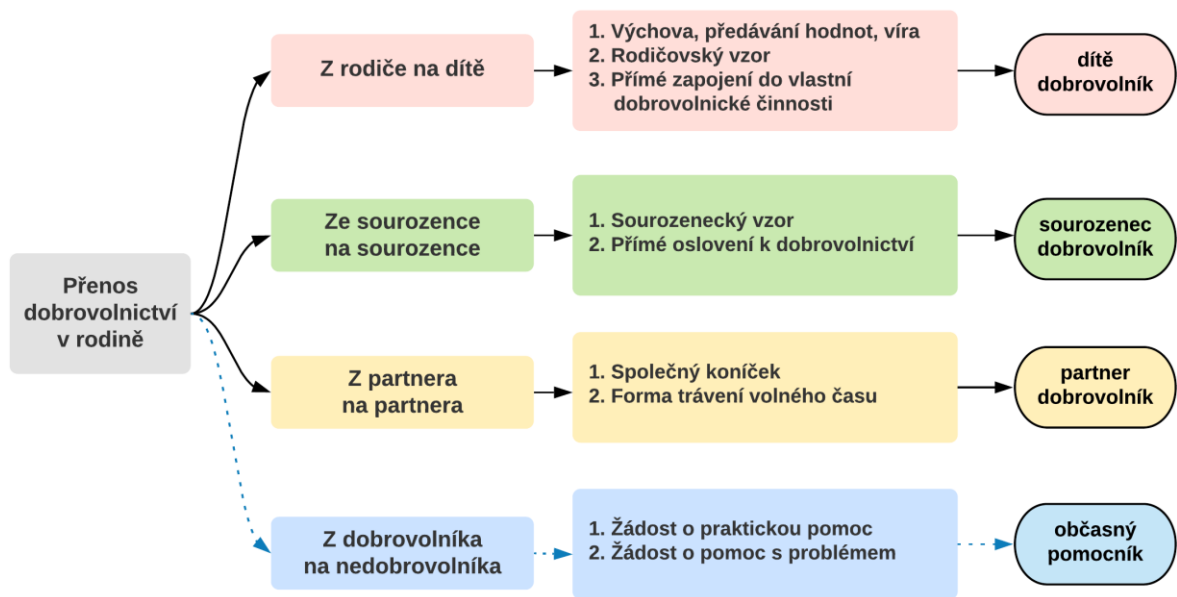 Přenos
dobrovolnictví
v rodině
Z rodiče na dítě
1. Výchova, předávání hodnot, víra
2. Rodičovský vzor
3. Přímé zapojení do vlastní
dobrovolnické činnosti
dítě
dobrovolník
Ze sourozence
na sourozence
1. Sourozenecký vzor
2. Přímé oslovení k dobrovolnictví
sourozenec
dobrovolník
Z partnera
na partnera
1. Společný koníček
2. Forma trávení volného času
partner
dobrovolník
Z dobrovolníka
na nedobrovolníka
1. Žádost o praktickou pomoc
2. Žádost o pomoc s problémem
občasný
pomocník